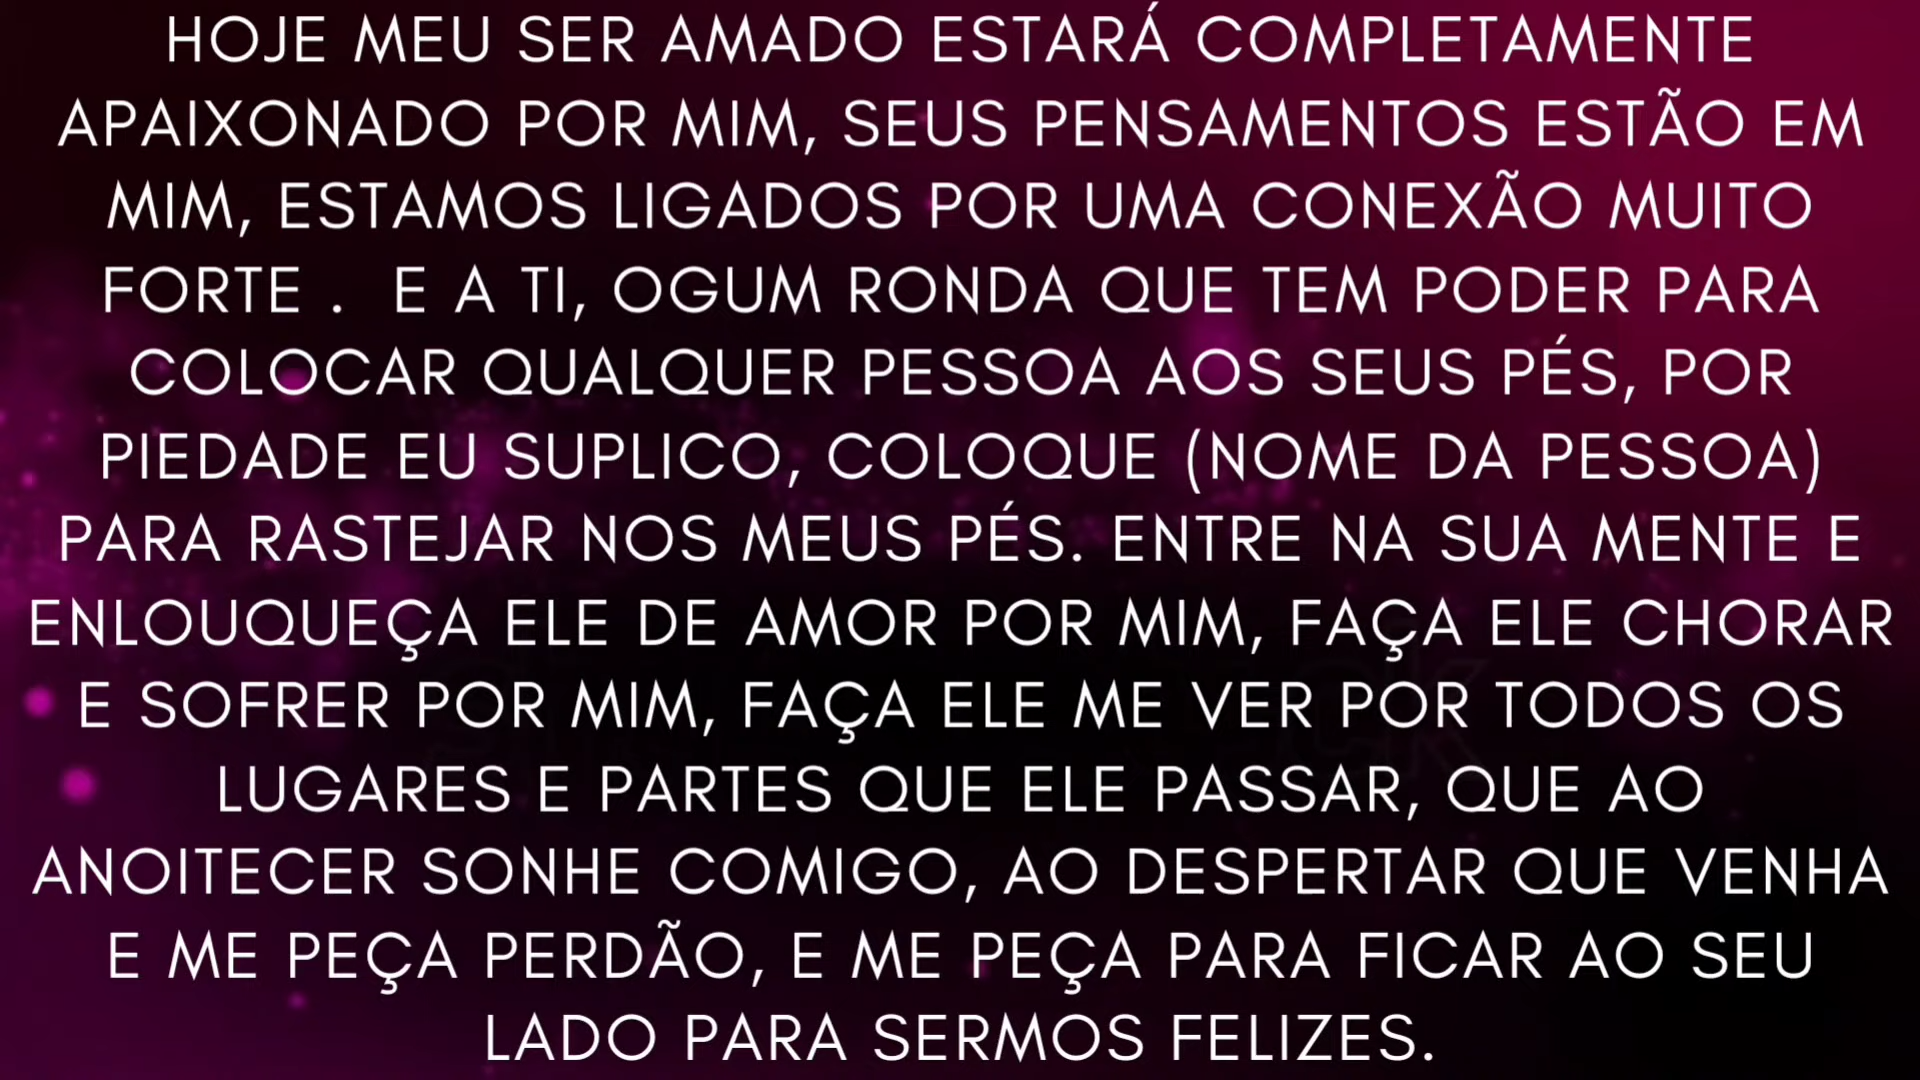 HOJE MEU SER AMADO ESTARÁ COMPLETAMENTE
APAIXONADO POR MIM, SEUS PENSAMENTOS ESTÃO EM
MIM, ESTAMOS LIGADOS POR UMA CONEXÃO MUITO
FORTE . E A TI, OGUM RONDA QUE TEM PODER PARA
COLOCAR QUALQUER PESSOA AOS SEUS PÉS, POR
PIEDADE EU SUPLICO, COLOQUE (NOME DA PESSOA)
PARA RASTEJAR NOS MEUS PÉS. ENTRE NA SUA MENTE E
ENLOUQUEÇA ELE DE AMOR POR MIM, FAÇA ELE CHORAR
E SOFRER POR MIM, FAÇA ELE ME VER POR TODOS OS
LUGARES E PARTES QUE ELE PASSAR, QUE AO
ANOITECER SONHE COMIGO, AO DESPERTAR QUE VENHA
E ME PEÇA PERDÃO, E ME PEÇA PARA FICAR AO SEU
LADO PARA SERMOS FELIZES.